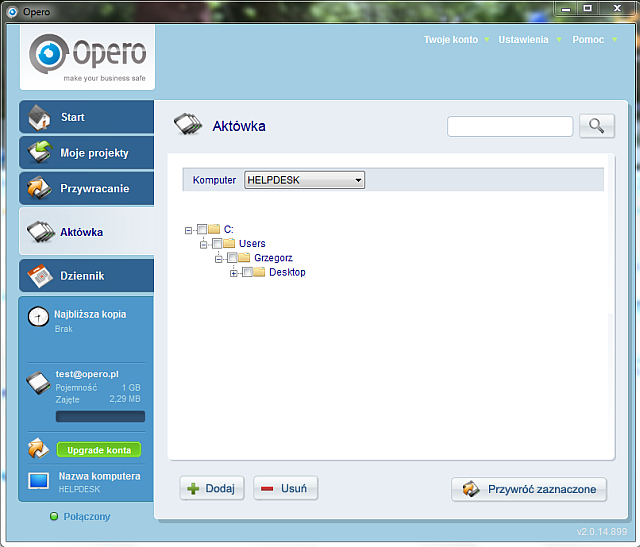 Opero
Opero
make your business safe
Twoje konto
Ustawienia
Pomoc
Start
Moje projekty
Przywracanie
Aktówka
Dziennik
Najbliższa kopia
Brak
test@opero.pl
Pojemność 1 GB
Zajęte 2,29 MB
Upgrade konta
Nazwa komputera
HELPDESK
Połączony
Aktówka
Komputer HELPDESK
C:
Users
Grzegorz
Desktop
Dodaj
Usuń
Przywróć zaznaczone
v2.0.14.899